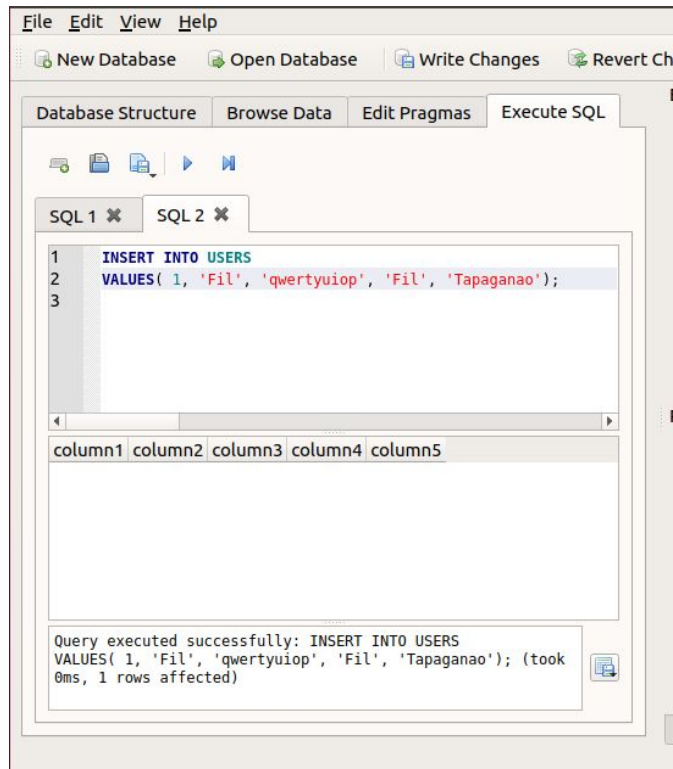 File Edit View Help
New Database Open Database Write Changes Revert Ch
Database Structure Browse Data Edit Pragmas Execute SQL
SQL 1 SQL 2
1 INSERT INTO USERS
2 VALUES( 1, 'Fil', 'qwertyuiop', 'Fil', 'Tapaganao');
3
column1 column2 column3 column4 column5
Query executed successfully: INSERT INTO USERS
VALUES( 1, 'Fil', 'qwertyuiop', 'Fil', 'Tapaganao'); (took
0ms, 1 rows affected)